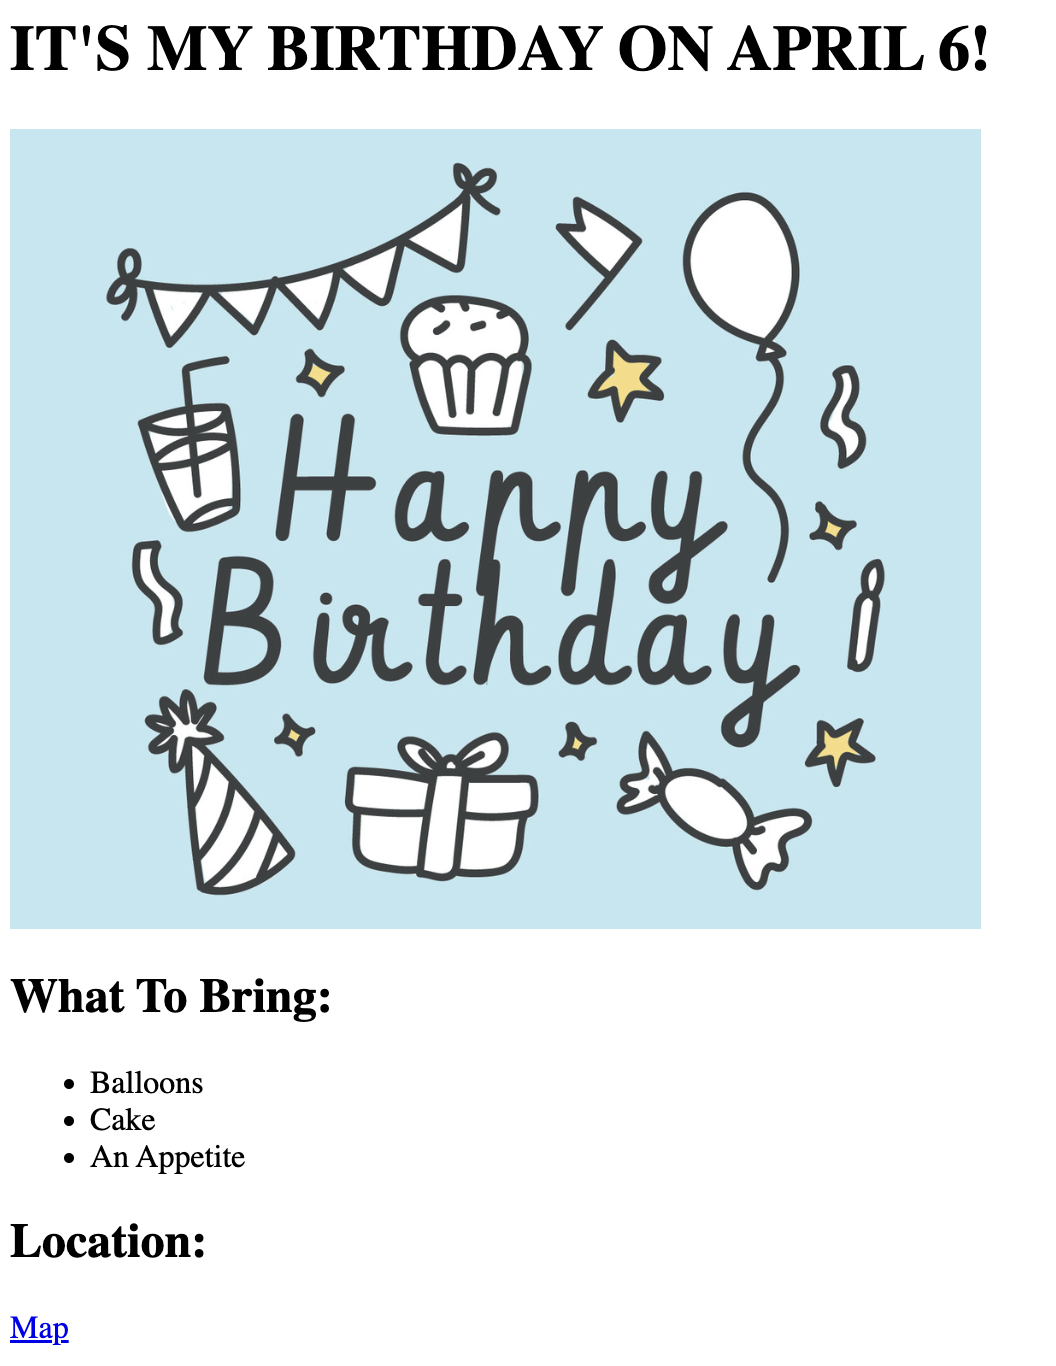 IT'S MY BIRTHDAY ON APRIL 6!
Happy
Birthday
What To Bring:
• Balloons
• Cake
• An Appetite
Location:
Map